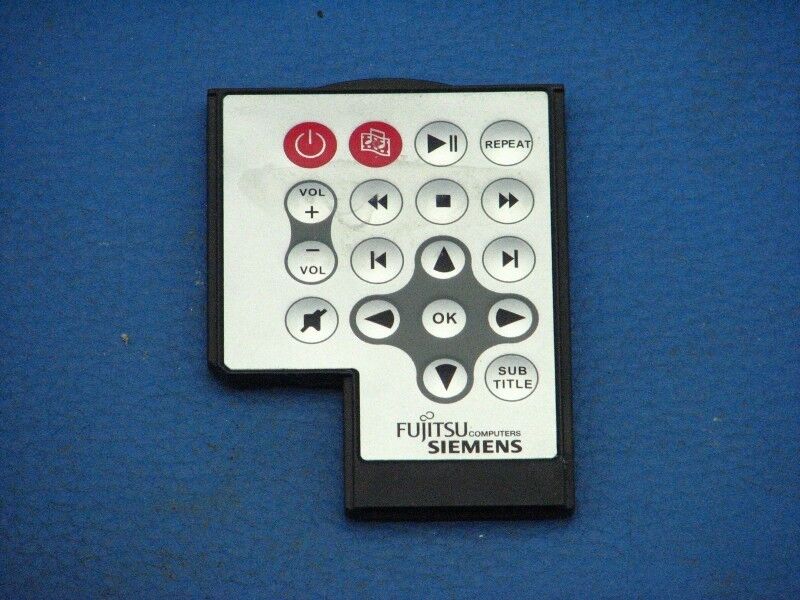 REPEAT
VOL
+
−
VOL
OK
SUB
TITLE
FUJITSU COMPUTERS
SIEMENS